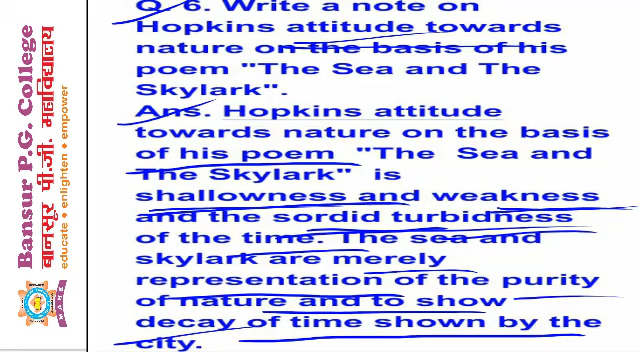 Q. 6. Write a note on
Hopkins attitude towards
nature on the basis of his
poem "The Sea and The
Skylark".
Ans. Hopkins attitude
towards nature on the basis
of his poem "The Sea and
The Skylark" is
shallowness and weakness
and the sordid turbidness
of the time. The sea and
skylark are merely
representation of the purity
of nature and to show
decay of time shown by the
city.
Bansur P.G. College
बानसूर पी.जी. महाविद्यालय
educate • enlighten • empower